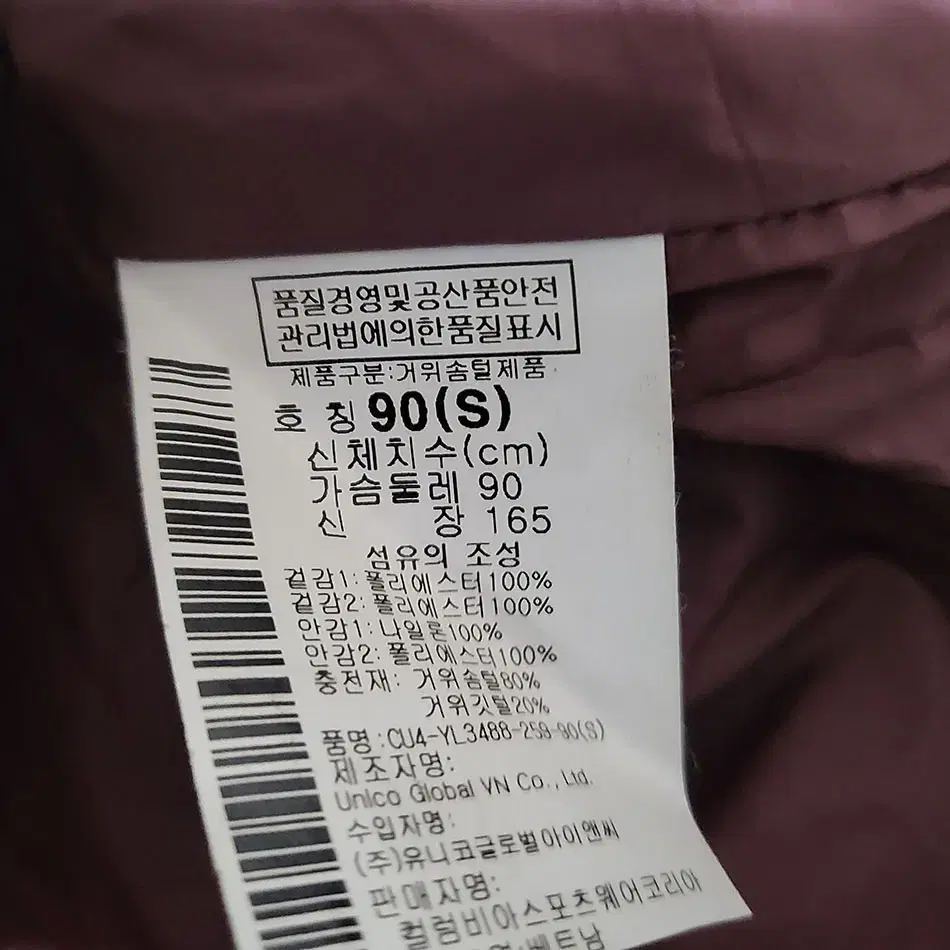 품질경영및공산품안전
관리법에의한품질표시
제품구분:거위솜털제품
호 칭 90(S)
신체치수(cm)
가슴둘레 90
신 장 165
섬유의 조성
겉감1: 폴리에스터100%
겉감2: 폴리에스터100%
안감1: 나일론100%
안감2: 폴리에스터100%
충전재: 거위솜털80%
거위깃털20%
품명:CU4-YL3488-259-90(S)
제조자명:
Unico Global VN Co., Ltd.
수입자명:
(주)유니코글로벌아이앤씨
판매자명:
컬럼비아스포츠웨어코리아
:베트남